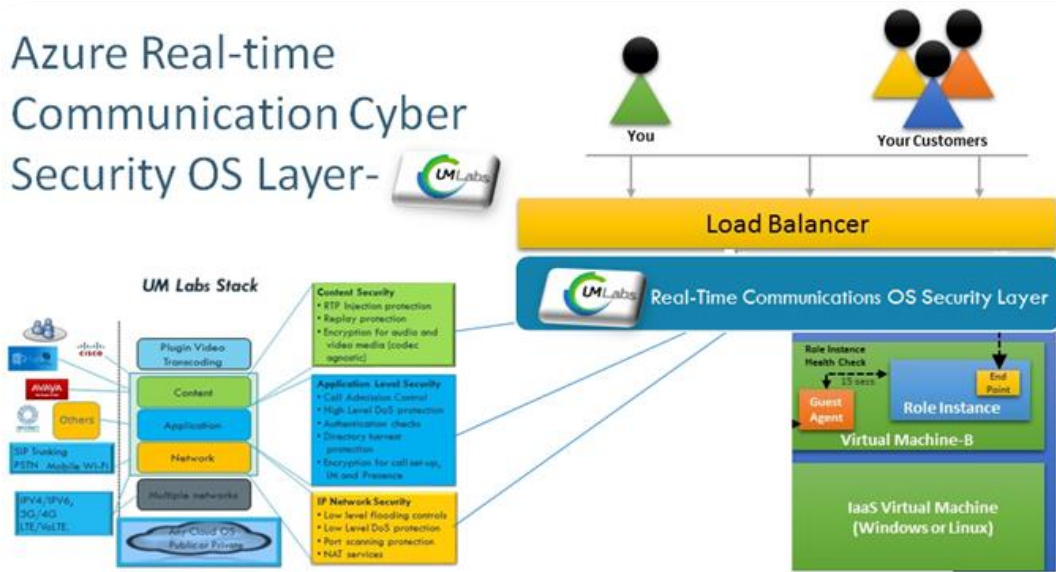 Azure Real-time
Communication Cyber
Security OS Layer-
UM Labs
You
Your Customers
Load Balancer
UM Labs
Real-Time Communications OS Security Layer
UM Labs Stack
CISCO
AVAYA
Others
SIP Trunking
PSTN Mobile Wi-Fi
IPV4/IPV6,
3G/4G
LTE/VoLTE.
Plugin Video
Transcoding
Content
Application
Network
Multiple networks
Any Cloud OS
Public or Private
Content Security
• RTP Injection protection
• Replay protection
• Encryption for audio and
video media (codec
agnostic)
Application Level Security
• Call Admission Control
• High Level DoS protection
• Authentication checks
• Directory harvest
protection
• Encryption for call set-up,
IM and Presence
IP Network Security
• Low level flooding controls
• Low Level DoS protection
• Port scanning protection
• NAT services
Role Instance
Health Check
15 secs
Guest
Agent
End
Point
Role Instance
Virtual Machine-B
IaaS Virtual Machine
(Windows or Linux)